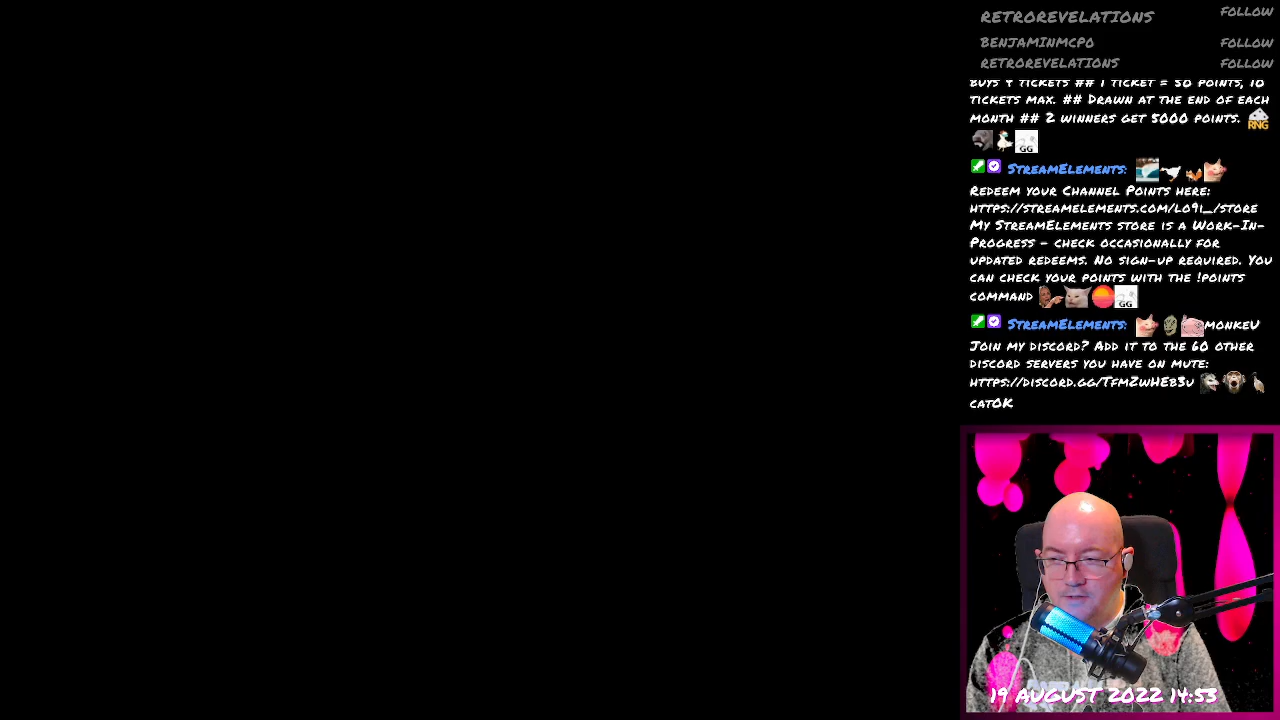 RETROREVELATIONS FOLLOW
BENJAMINMCPO FOLLOW
RETROREVELATIONS FOLLOW
BUYS 4 TICKETS ## 1 TICKET = 50 POINTS, 10
TICKETS MAX. ## DRAWN AT THE END OF EACH
MONTH ## 2 WINNERS GET 5000 POINTS. RNG
GG
STREAMELEMENTS:
REDEEM YOUR CHANNEL POINTS HERE:
HTTPS://STREAMELEMENTS.COM/LO9I_/STORE
MY STREAMELEMENTS STORE IS A WORK-IN-
PROGRESS - CHECK OCCASIONALLY FOR
UPDATED REDEEMS. NO SIGN-UP REQUIRED. YOU
CAN CHECK YOUR POINTS WITH THE !POINTS
COMMAND GG
STREAMELEMENTS: MONKEU
JOIN MY DISCORD? ADD IT TO THE 60 OTHER
DISCORD SERVERS YOU HAVE ON MUTE:
HTTPS://DISCORD.GG/TFMZWHEB3U
CATOK
19 AUGUST 2022 14:53